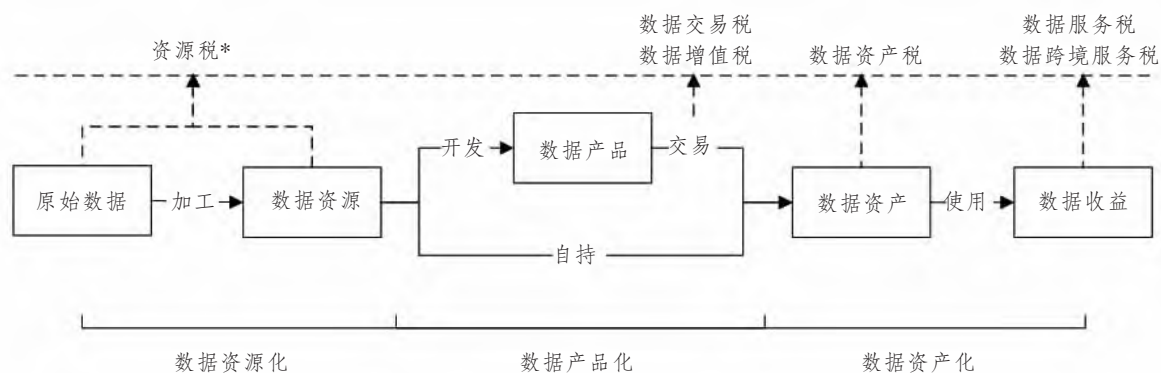 资源税*
数据交易税
数据增值税
数据资产税
数据服务税
数据跨境服务税
开发
数据产品
交易
原始数据
加工
数据资源
数据资产
使用
数据收益
自持
数据资源化
数据产品化
数据资产化